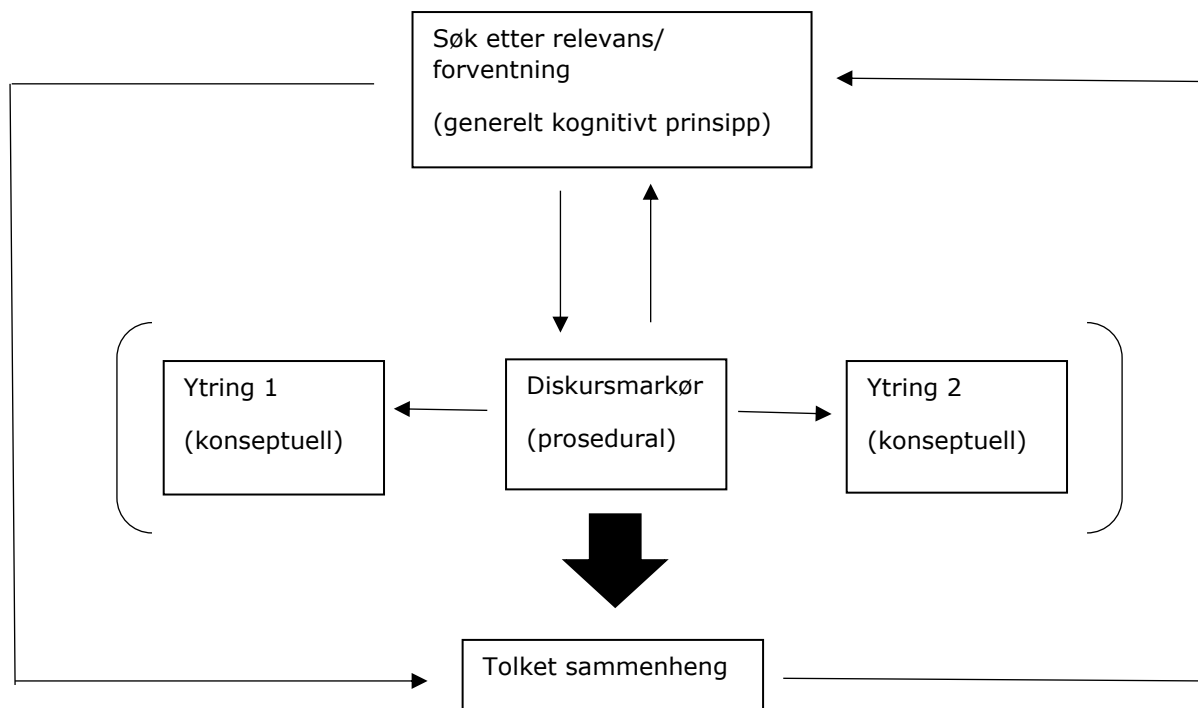 Søk etter relevans/
forventning
(generelt kognitivt prinsipp)
Ytring 1
(konseptuell)
Diskursmarkør
(prosedural)
Ytring 2
(konseptuell)
Tolket sammenheng